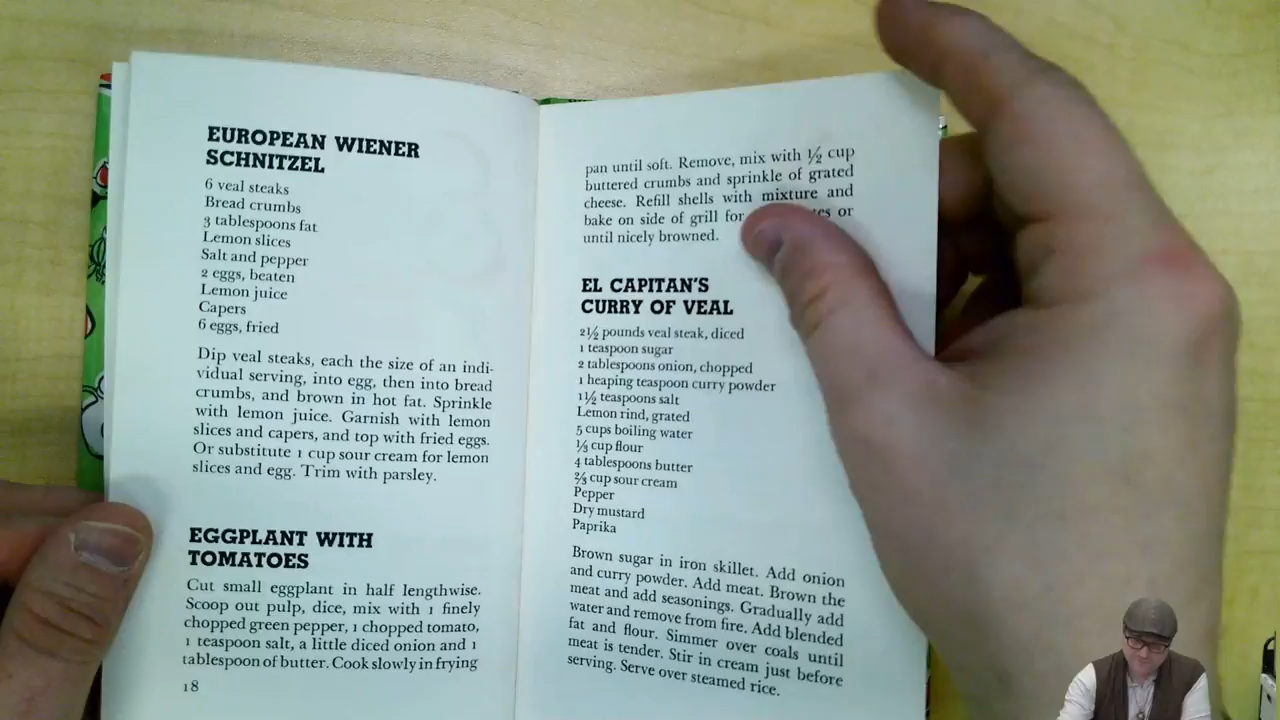 EUROPEAN WIENER
SCHNITZEL
6 veal steaks
Bread crumbs
3 tablespoons fat
Lemon slices
Salt and pepper
2 eggs, beaten
Lemon juice
Capers
6 eggs, fried
Dip veal steaks, each the size of an indi-
vidual serving, into egg, then into bread
crumbs, and brown in hot fat. Sprinkle
with lemon juice. Garnish with lemon
slices and capers, and top with fried eggs.
Or substitute 1 cup sour cream for lemon
slices and egg. Trim with parsley.
EGGPLANT WITH
TOMATOES
Cut small eggplant in half lengthwise.
Scoop out pulp, dice, mix with 1 finely
chopped green pepper, 1 chopped tomato,
1 teaspoon salt, a little diced onion and 1
tablespoon of butter. Cook slowly in frying
18
pan until soft. Remove, mix with ½ cup
buttered crumbs and sprinkle of grated
cheese. Refill shells with mixture and
bake on side of grill for or
until nicely browned.
EL CAPITAN'S
CURRY OF VEAL
2½ pounds veal steak, diced
1 teaspoon sugar
2 tablespoons onion, chopped
1 heaping teaspoon curry powder
1½ teaspoons salt
Lemon rind, grated
5 cups boiling water
⅓ cup flour
4 tablespoons butter
⅔ cup sour cream
Pepper
Dry mustard
Paprika
Brown sugar in iron skillet. Add onion
and curry powder. Add meat. Brown the
meat and add seasonings. Gradually add
water and remove from fire. Add blended
fat and flour. Simmer over coals until
meat is tender. Stir in cream just before
serving. Serve over steamed rice.